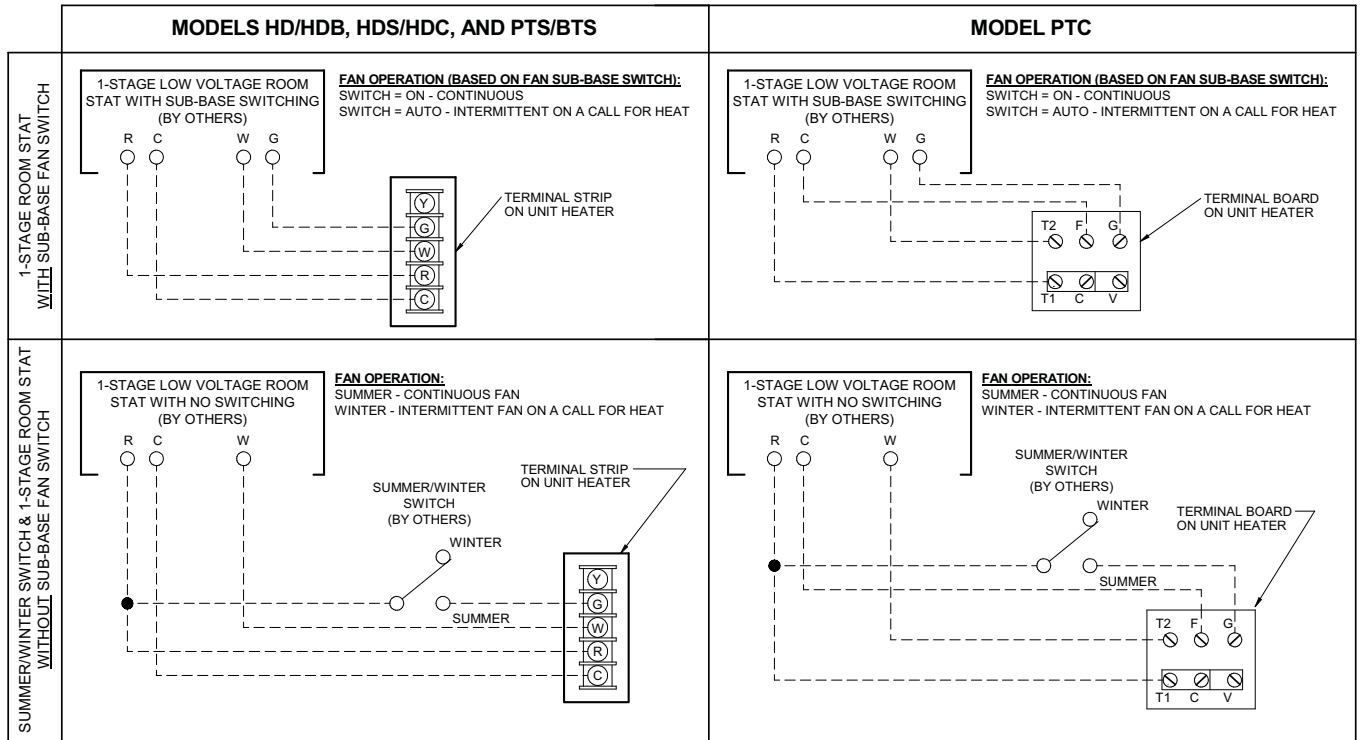 MODELS HD/HDB, HDS/HDC, AND PTS/BTS
MODEL PTC
1-STAGE ROOM STAT
WITH SUB-BASE FAN SWITCH
1-STAGE LOW VOLTAGE ROOM
STAT WITH SUB-BASE SWITCHING
(BY OTHERS)
R C W G
FAN OPERATION (BASED ON FAN SUB-BASE SWITCH):
SWITCH = ON - CONTINUOUS
SWITCH = AUTO - INTERMITTENT ON A CALL FOR HEAT
TERMINAL STRIP
ON UNIT HEATER
Y
G
W
R
C
1-STAGE LOW VOLTAGE ROOM
STAT WITH SUB-BASE SWITCHING
(BY OTHERS)
R C W G
FAN OPERATION (BASED ON FAN SUB-BASE SWITCH):
SWITCH = ON - CONTINUOUS
SWITCH = AUTO - INTERMITTENT ON A CALL FOR HEAT
TERMINAL BOARD
ON UNIT HEATER
T2 F G
T1 C V
SUMMER/WINTER SWITCH & 1-STAGE ROOM STAT
WITHOUT SUB-BASE FAN SWITCH
1-STAGE LOW VOLTAGE ROOM
STAT WITH NO SWITCHING
(BY OTHERS)
R C W
FAN OPERATION:
SUMMER - CONTINUOUS FAN
WINTER - INTERMITTENT FAN ON A CALL FOR HEAT
SUMMER/WINTER
SWITCH
(BY OTHERS)
WINTER
SUMMER
TERMINAL STRIP
ON UNIT HEATER
Y
G
W
R
C
1-STAGE LOW VOLTAGE ROOM
STAT WITH NO SWITCHING
(BY OTHERS)
R C W
FAN OPERATION:
SUMMER - CONTINUOUS FAN
WINTER - INTERMITTENT FAN ON A CALL FOR HEAT
SUMMER/WINTER
SWITCH
(BY OTHERS)
WINTER
SUMMER
TERMINAL BOARD
ON UNIT HEATER
T2 F G
T1 C V